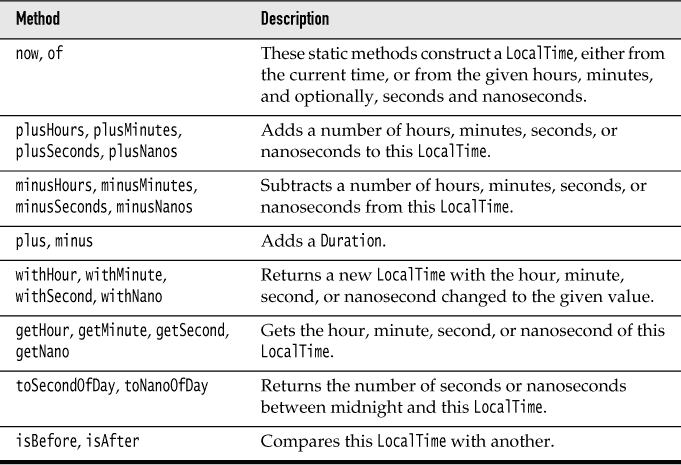 Method Description
now, of These static methods construct a LocalTime, either from
the current time, or from the given hours, minutes,
and optionally, seconds and nanoseconds.
plusHours, plusMinutes, Adds a number of hours, minutes, seconds, or
plusSeconds, plusNanos nanoseconds to this LocalTime.
minusHours, minusMinutes, Subtracts a number of hours, minutes, seconds, or
minusSeconds, minusNanos nanoseconds from this LocalTime.
plus, minus Adds a Duration.
withHour, withMinute, Returns a new LocalTime with the hour, minute,
withSecond, withNano second, or nanosecond changed to the given value.
getHour, getMinute, getSecond, Gets the hour, minute, second, or nanosecond of this
getNano LocalTime.
toSecondOfDay, toNanoOfDay Returns the number of seconds or nanoseconds
between midnight and this LocalTime.
isBefore, isAfter Compares this LocalTime with another.